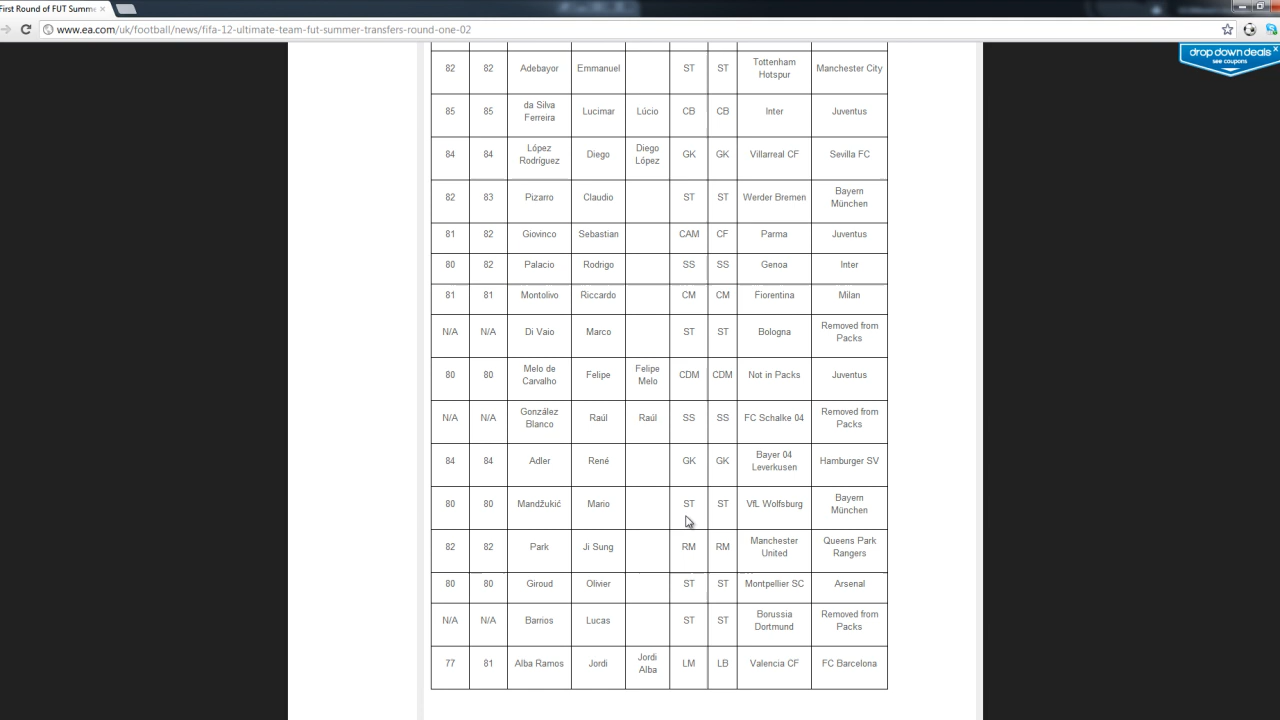 First Round of FUT Summe
www.ea.com/uk/football/news/fifa-12-ultimate-team-fut-summer-transfers-round-one-02
drop down deals
see coupons
82 82 Adebayor Emmanuel ST ST Tottenham Hotspur Manchester City
85 85 da Silva Ferreira Lucimar Lúcio CB CB Inter Juventus
84 84 López Rodríguez Diego Diego López GK GK Villarreal CF Sevilla FC
82 83 Pizarro Claudio ST ST Werder Bremen Bayern München
81 82 Giovinco Sebastian CAM CF Parma Juventus
80 82 Palacio Rodrigo SS SS Genoa Inter
81 81 Montolivo Riccardo CM CM Fiorentina Milan
N/A N/A Di Vaio Marco ST ST Bologna Removed from Packs
80 80 Melo de Carvalho Felipe Felipe Melo CDM CDM Not in Packs Juventus
N/A N/A González Blanco Raúl Raúl SS SS FC Schalke 04 Removed from Packs
84 84 Adler René GK GK Bayer 04 Leverkusen Hamburger SV
80 80 Mandžukić Mario ST ST VfL Wolfsburg Bayern München
82 82 Park Ji Sung RM RM Manchester United Queens Park Rangers
80 80 Giroud Olivier ST ST Montpellier SC Arsenal
N/A N/A Barrios Lucas ST ST Borussia Dortmund Removed from Packs
77 81 Alba Ramos Jordi Jordi Alba LM LB Valencia CF FC Barcelona